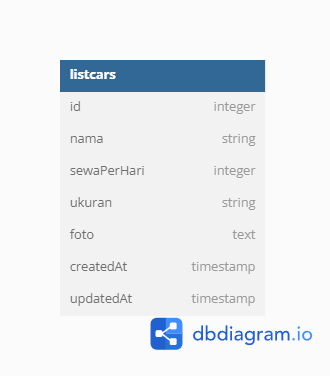 listcars
id integer
nama string
sewaPerHari integer
ukuran string
foto text
createdAt timestamp
updatedAt timestamp
dbdiagram.io